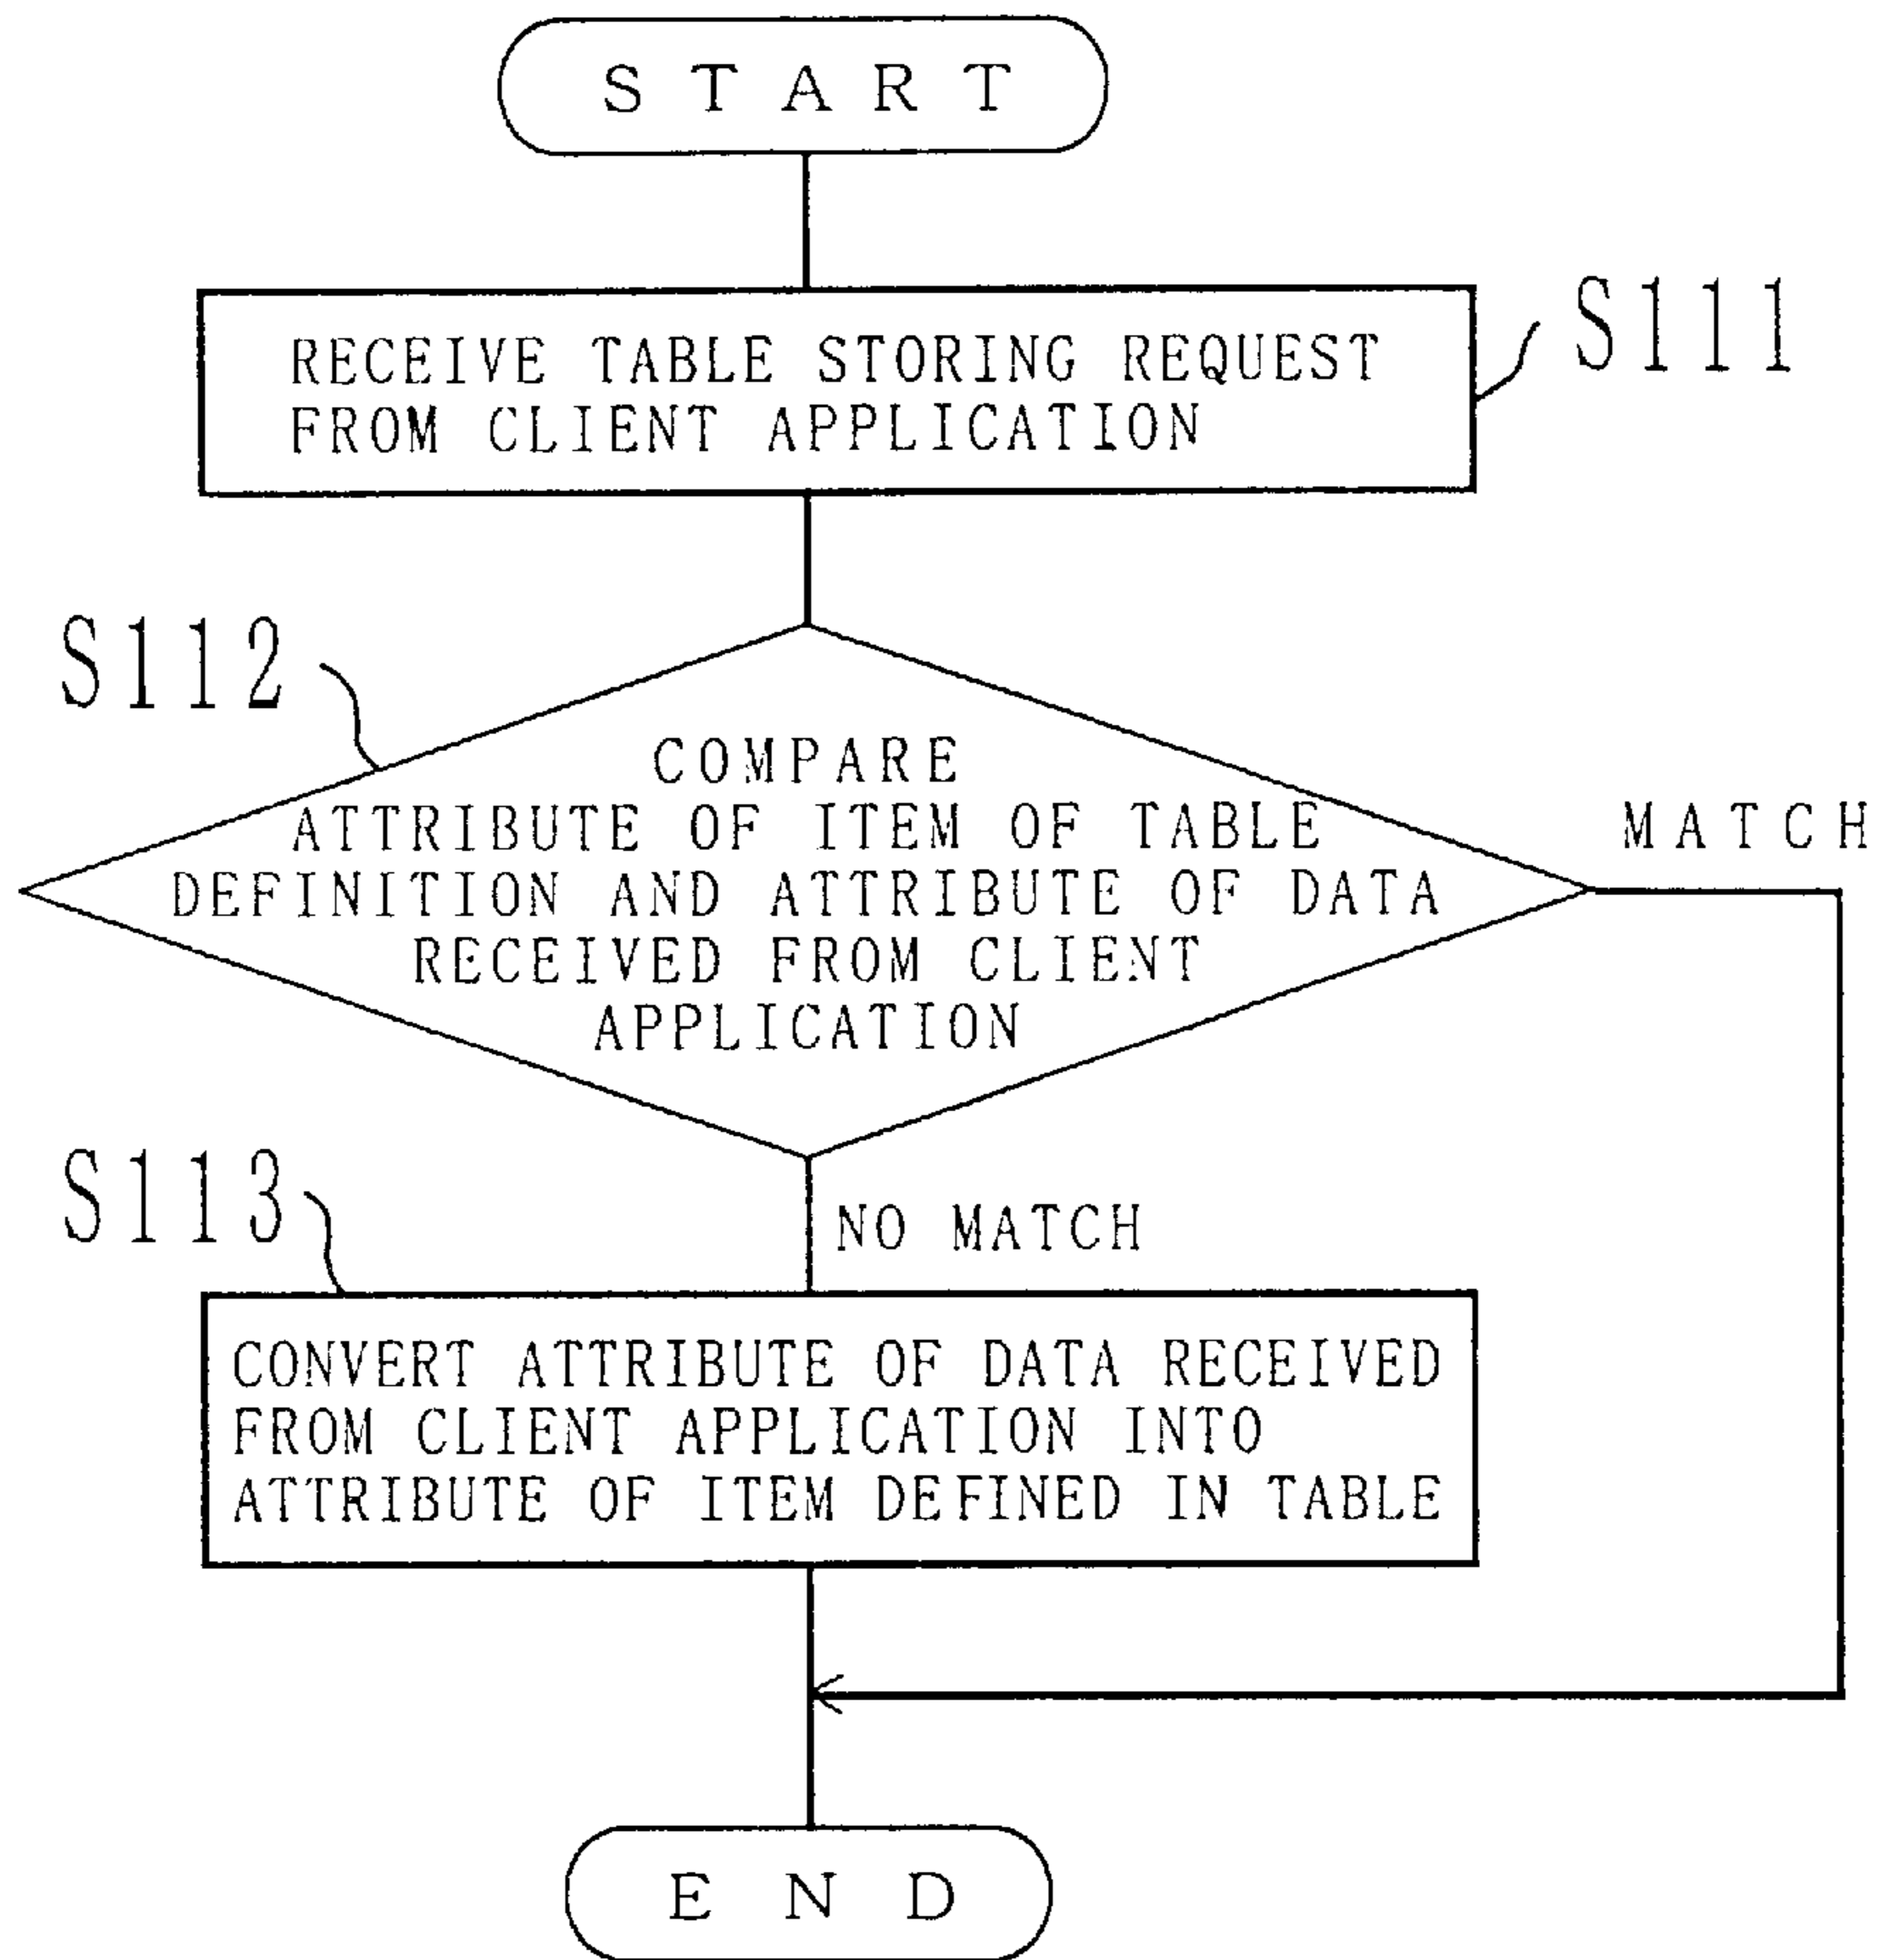 START
RECEIVE TABLE STORING REQUEST
FROM CLIENT APPLICATION
S111
S112
COMPARE
ATTRIBUTE OF ITEM OF TABLE
DEFINITION AND ATTRIBUTE OF DATA
RECEIVED FROM CLIENT
APPLICATION
MATCH
NO MATCH
S113
CONVERT ATTRIBUTE OF DATA RECEIVED
FROM CLIENT APPLICATION INTO
ATTRIBUTE OF ITEM DEFINED IN TABLE
END